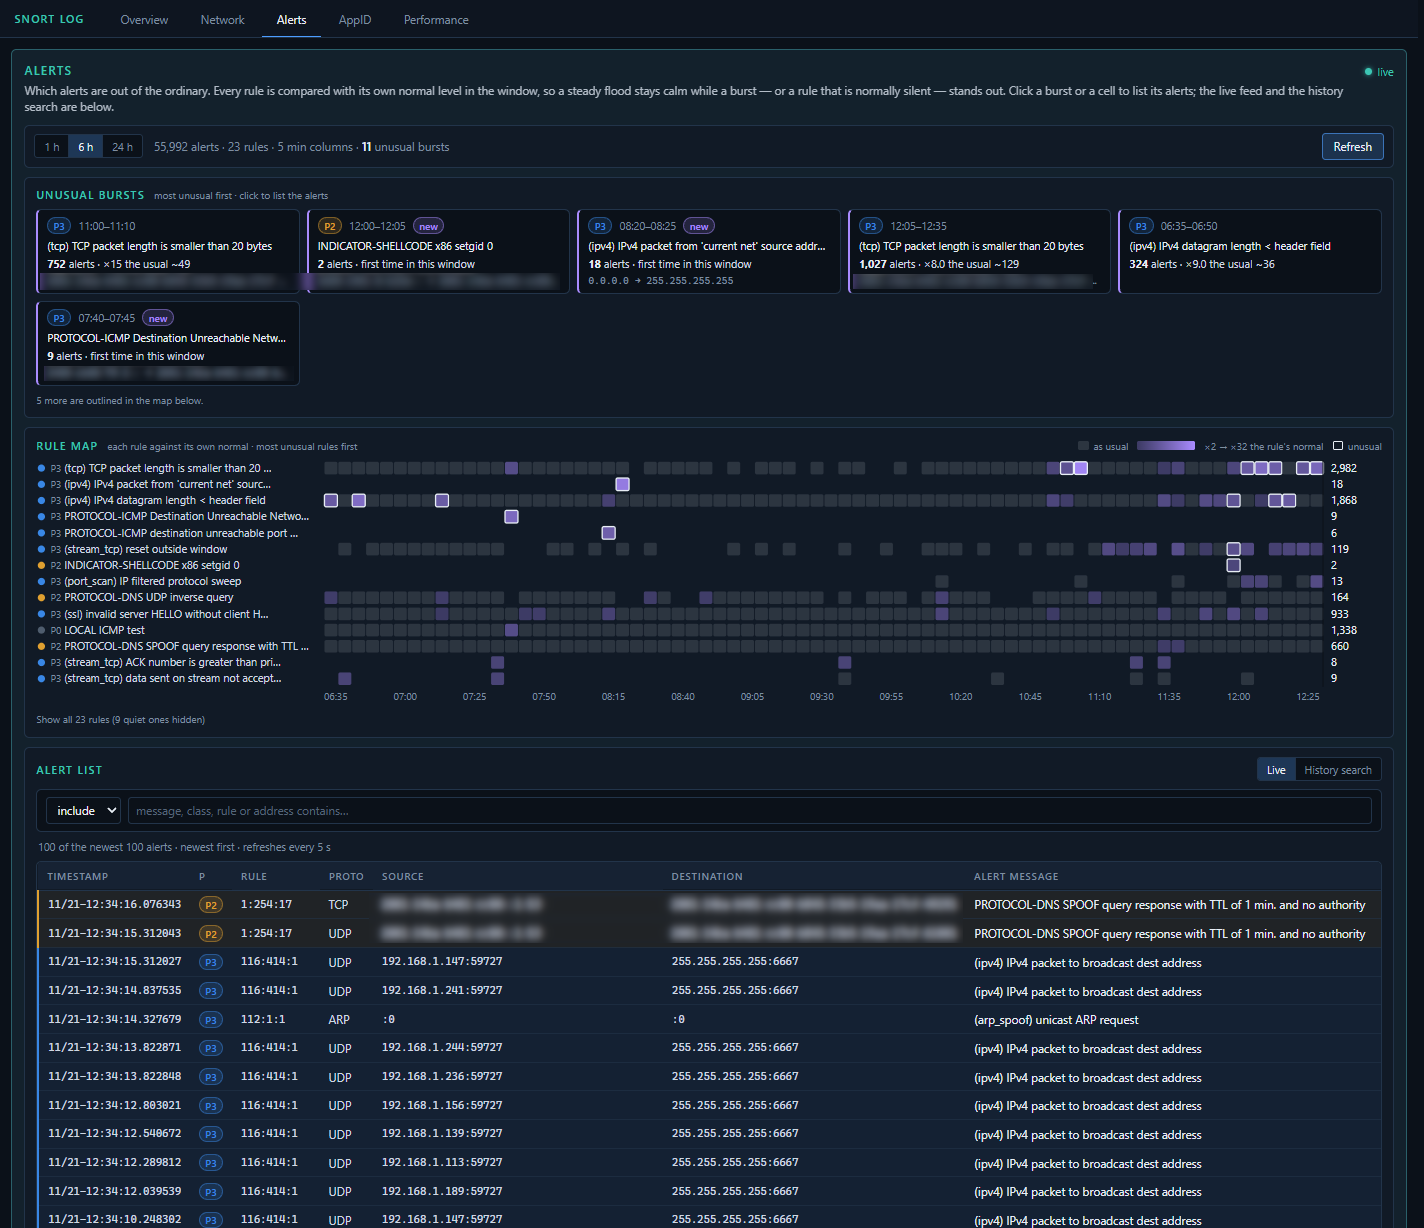 SNORT LOG Overview Network Alerts AppID Performance
ALERTS
live
Which alerts are out of the ordinary. Every rule is compared with its own normal level in the window, so a steady flood stays calm while a burst — or a rule that is normally silent — stands out. Click a burst or a cell to list its alerts; the live feed and the history
search are below.
1 h 6 h 24 h 55,992 alerts · 23 rules · 5 min columns · 11 unusual bursts Refresh
UNUSUAL BURSTS most unusual first · click to list the alerts
P3 11:00–11:10
(tcp) TCP packet length is smaller than 20 bytes
752 alerts · ×15 the usual ~49
P2 12:00–12:05 new
INDICATOR-SHELLCODE x86 setgid 0
2 alerts · first time in this window
P3 08:20–08:25 new
(ipv4) IPv4 packet from 'current net' source addr...
18 alerts · first time in this window
0.0.0.0 → 255.255.255.255
P3 12:05–12:35
(tcp) TCP packet length is smaller than 20 bytes
1,027 alerts · ×8.0 the usual ~129
P3 06:35–06:50
(ipv4) IPv4 datagram length < header field
324 alerts · ×9.0 the usual ~36
P3 07:40–07:45 new
PROTOCOL-ICMP Destination Unreachable Netw...
9 alerts · first time in this window
5 more are outlined in the map below.
RULE MAP each rule against its own normal · most unusual rules first as usual ×2 → ×32 the rule's normal unusual
P3 (tcp) TCP packet length is smaller than 20 ... 2,982
P3 (ipv4) IPv4 packet from 'current net' sourc... 18
P3 (ipv4) IPv4 datagram length < header field 1,868
P3 PROTOCOL-ICMP Destination Unreachable Netwo... 9
P3 PROTOCOL-ICMP destination unreachable port ... 6
P3 (stream_tcp) reset outside window 119
P2 INDICATOR-SHELLCODE x86 setgid 0 2
P3 (port_scan) IP filtered protocol sweep 13
P2 PROTOCOL-DNS UDP inverse query 164
P3 (ssl) invalid server HELLO without client H... 933
P0 LOCAL ICMP test 1,338
P2 PROTOCOL-DNS SPOOF query response with TTL ... 660
P3 (stream_tcp) ACK number is greater than pri... 8
P3 (stream_tcp) data sent on stream not accept... 9
06:35 07:00 07:25 07:50 08:15 08:40 09:05 09:30 09:55 10:20 10:45 11:10 11:35 12:00 12:25
Show all 23 rules (9 quiet ones hidden)
ALERT LIST Live History search
include message, class, rule or address contains...
100 of the newest 100 alerts · newest first · refreshes every 5 s
TIMESTAMP P RULE PROTO SOURCE DESTINATION ALERT MESSAGE
11/21-12:34:16.076343 P2 1:254:17 TCP PROTOCOL-DNS SPOOF query response with TTL of 1 min. and no authority
11/21-12:34:15.312043 P2 1:254:17 UDP PROTOCOL-DNS SPOOF query response with TTL of 1 min. and no authority
11/21-12:34:15.312027 P3 116:414:1 UDP 192.168.1.147:59727 255.255.255.255:6667 (ipv4) IPv4 packet to broadcast dest address
11/21-12:34:14.837535 P3 116:414:1 UDP 192.168.1.241:59727 255.255.255.255:6667 (ipv4) IPv4 packet to broadcast dest address
11/21-12:34:14.327679 P3 112:1:1 ARP :0 :0 (arp_spoof) unicast ARP request
11/21-12:34:13.822871 P3 116:414:1 UDP 192.168.1.244:59727 255.255.255.255:6667 (ipv4) IPv4 packet to broadcast dest address
11/21-12:34:13.822848 P3 116:414:1 UDP 192.168.1.236:59727 255.255.255.255:6667 (ipv4) IPv4 packet to broadcast dest address
11/21-12:34:12.803021 P3 116:414:1 UDP 192.168.1.156:59727 255.255.255.255:6667 (ipv4) IPv4 packet to broadcast dest address
11/21-12:34:12.540672 P3 116:414:1 UDP 192.168.1.139:59727 255.255.255.255:6667 (ipv4) IPv4 packet to broadcast dest address
11/21-12:34:12.289812 P3 116:414:1 UDP 192.168.1.113:59727 255.255.255.255:6667 (ipv4) IPv4 packet to broadcast dest address
11/21-12:34:12.039539 P3 116:414:1 UDP 192.168.1.189:59727 255.255.255.255:6667 (ipv4) IPv4 packet to broadcast dest address
11/21-12:34:10.248302 P3 116:414:1 UDP 192.168.1.147:59727 255.255.255.255:6667 (ipv4) IPv4 packet to broadcast dest address